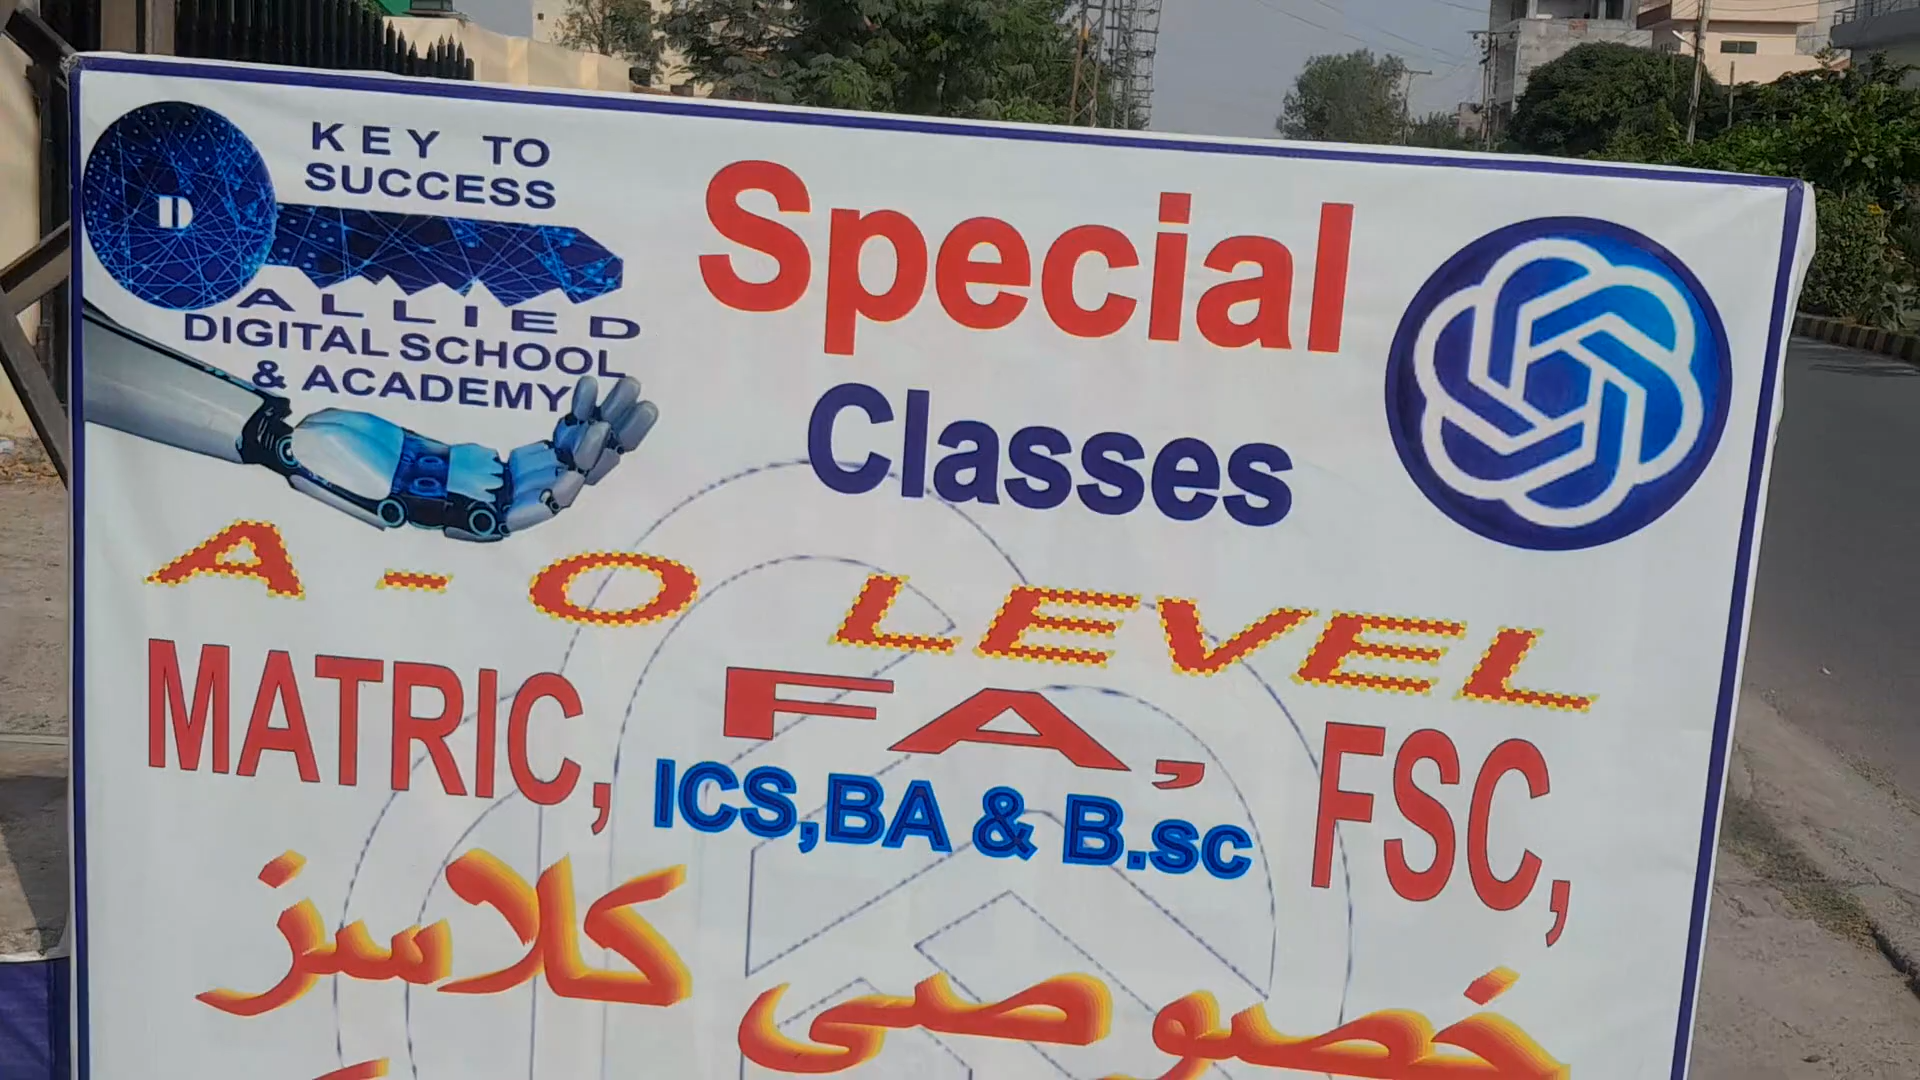 KEY TO
SUCCESS
D
ALLIED
DIGITAL SCHOOL
& ACADEMY
Special
Classes
A - O LEVEL
MATRIC, FA, FSC,
ICS,BA & B.sc
خصوصی کلاسز